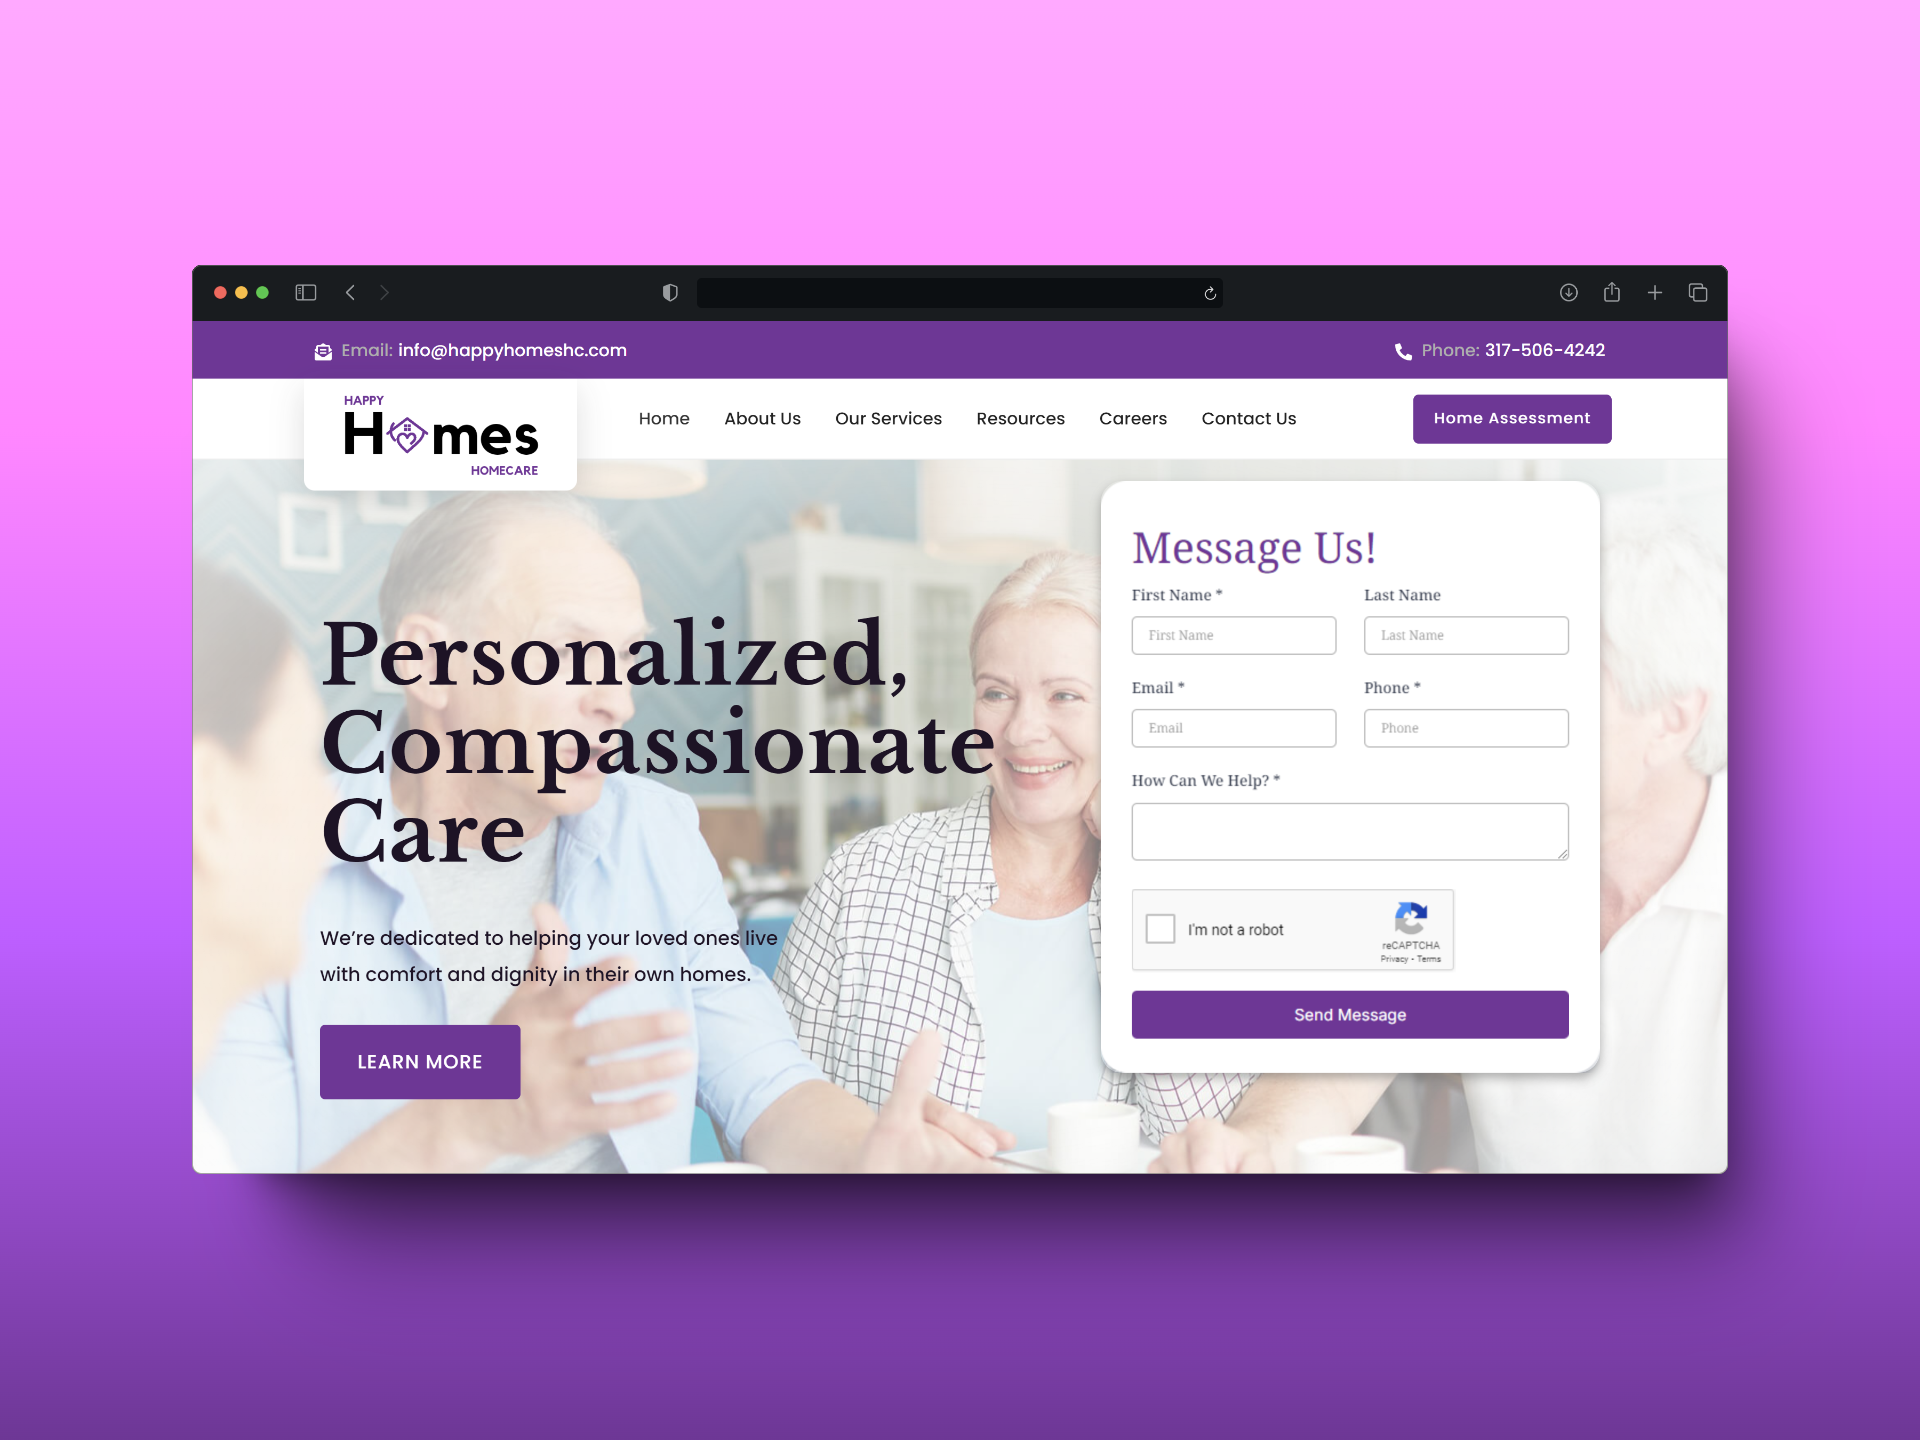 Email: info@happyhomeshc.com
Phone: 317-506-4242
HAPPY
Homes
HOMECARE
Home
About Us
Our Services
Resources
Careers
Contact Us
Home Assessment
Personalized,
Compassionate
Care
We’re dedicated to helping your loved ones live
with comfort and dignity in their own homes.
LEARN MORE
Message Us!
First Name *
Last Name
First Name
Last Name
Email *
Phone *
Email
Phone
How Can We Help? *
I'm not a robot
reCAPTCHA
Privacy - Terms
Send Message